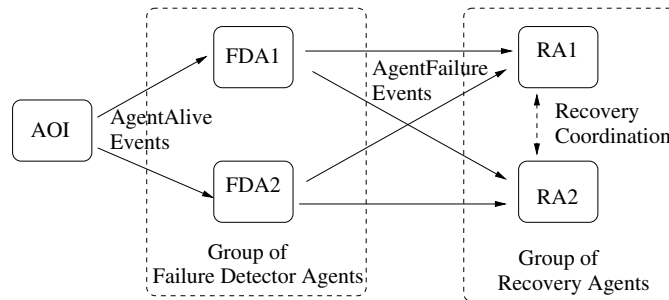 FDA1
RA1
AgentFailure
Events
AOI
AgentAlive
Events
Recovery
Coordination
FDA2
RA2
Group of
Failure Detector Agents
Group of
Recovery Agents